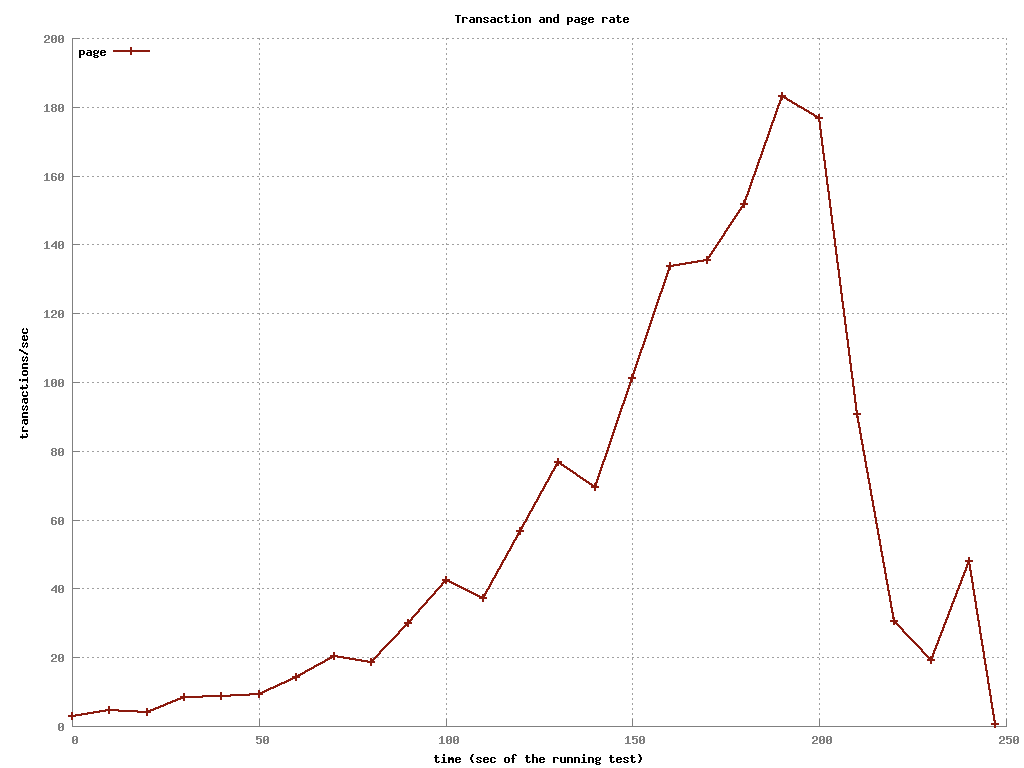 Transaction and page rate
page
200
180
160
140
120
100
80
60
40
20
0
transactions/sec
0 50 100 150 200 250
time (sec of the running test)